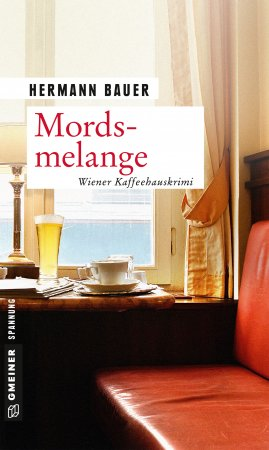 HERMANN BAUER
Mords-
melange
Wiener Kaffeehauskrimi
GMEINER SPANNUNG